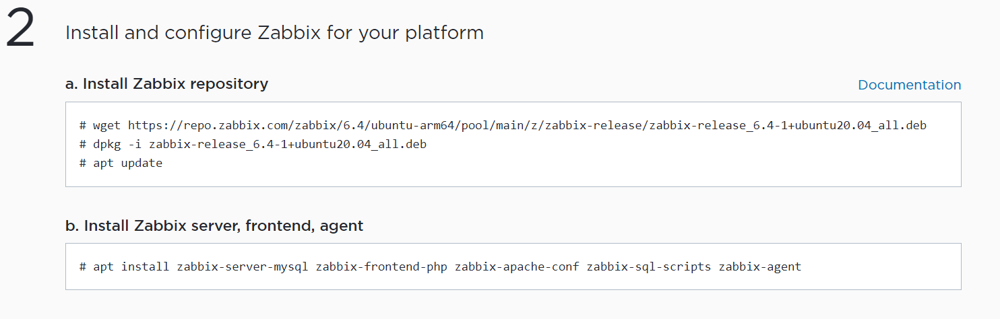 2
Install and configure Zabbix for your platform
a. Install Zabbix repository
Documentation
# wget https://repo.zabbix.com/zabbix/6.4/ubuntu-arm64/pool/main/z/zabbix-release/zabbix-release_6.4-1+ubuntu20.04_all.deb
# dpkg -i zabbix-release_6.4-1+ubuntu20.04_all.deb
# apt update
b. Install Zabbix server, frontend, agent
# apt install zabbix-server-mysql zabbix-frontend-php zabbix-apache-conf zabbix-sql-scripts zabbix-agent